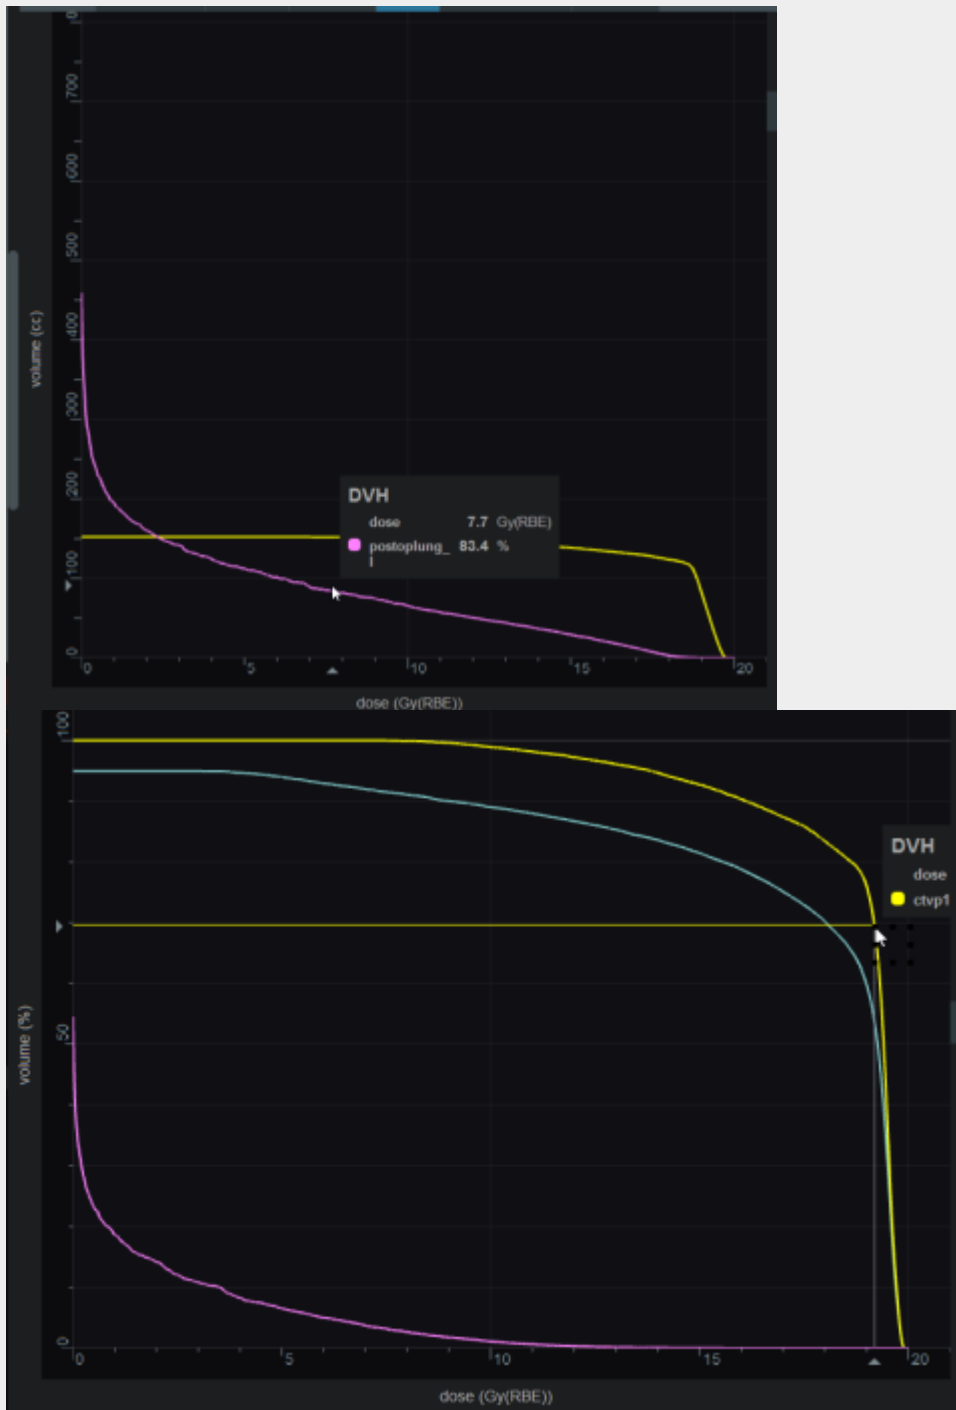 700
600
500
400
300
200
100
0
volume (cc)
DVH
dose 7.7 Gy(RBE)
postoplung_ 83.4 %
l
0 5 10 15 20
dose (Gy(RBE))
100
DVH
dose
ctvp1
volume (%)
50
0
0 5 10 15 20
dose (Gy(RBE))